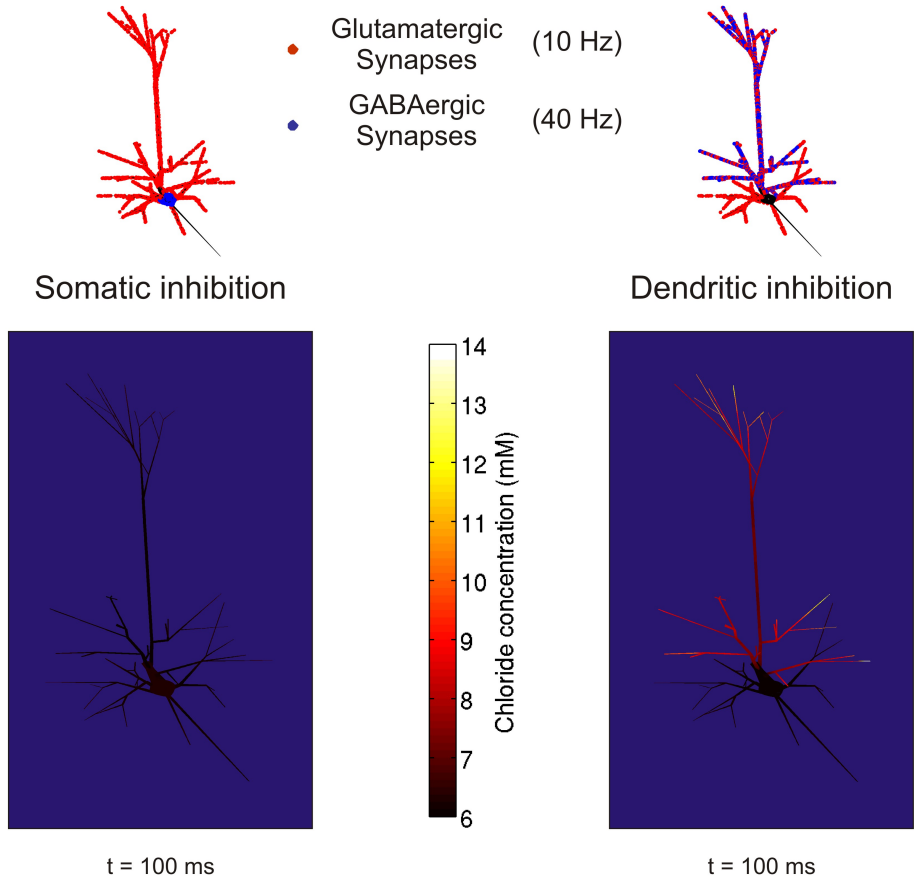 Glutamatergic
Synapses
(10 Hz)
GABAergic
Synapses
(40 Hz)
Somatic inhibition
Dendritic inhibition
14
13
12
11
10
9
8
7
6
Chloride concentration (mM)
t = 100 ms
t = 100 ms